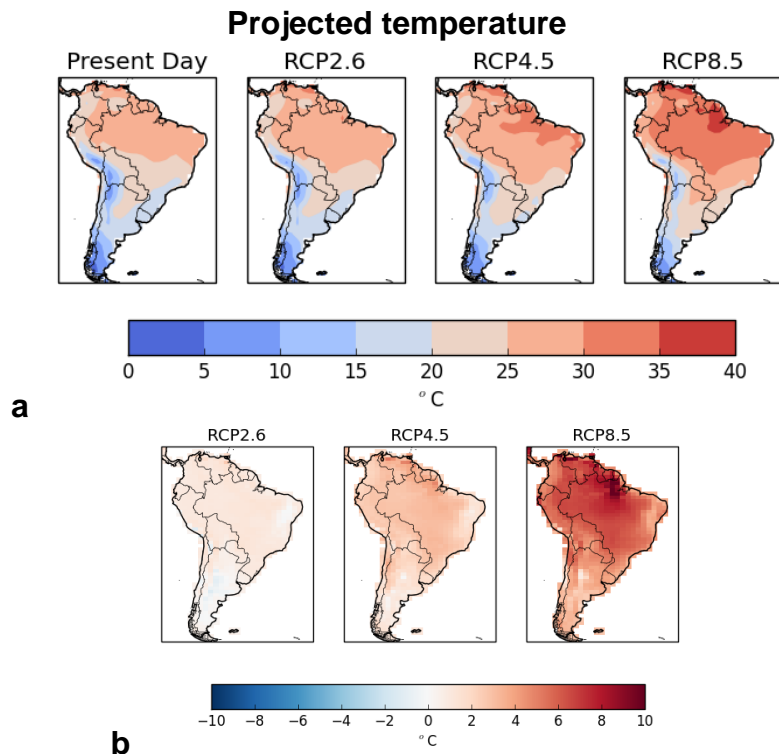 Projected temperature
Present Day RCP2.6 RCP4.5 RCP8.5
0 5 10 15 20 25 30 35 40
° C
a
RCP2.6 RCP4.5 RCP8.5
−10 −8 −6 −4 −2 0 2 4 6 8 10
° C
b